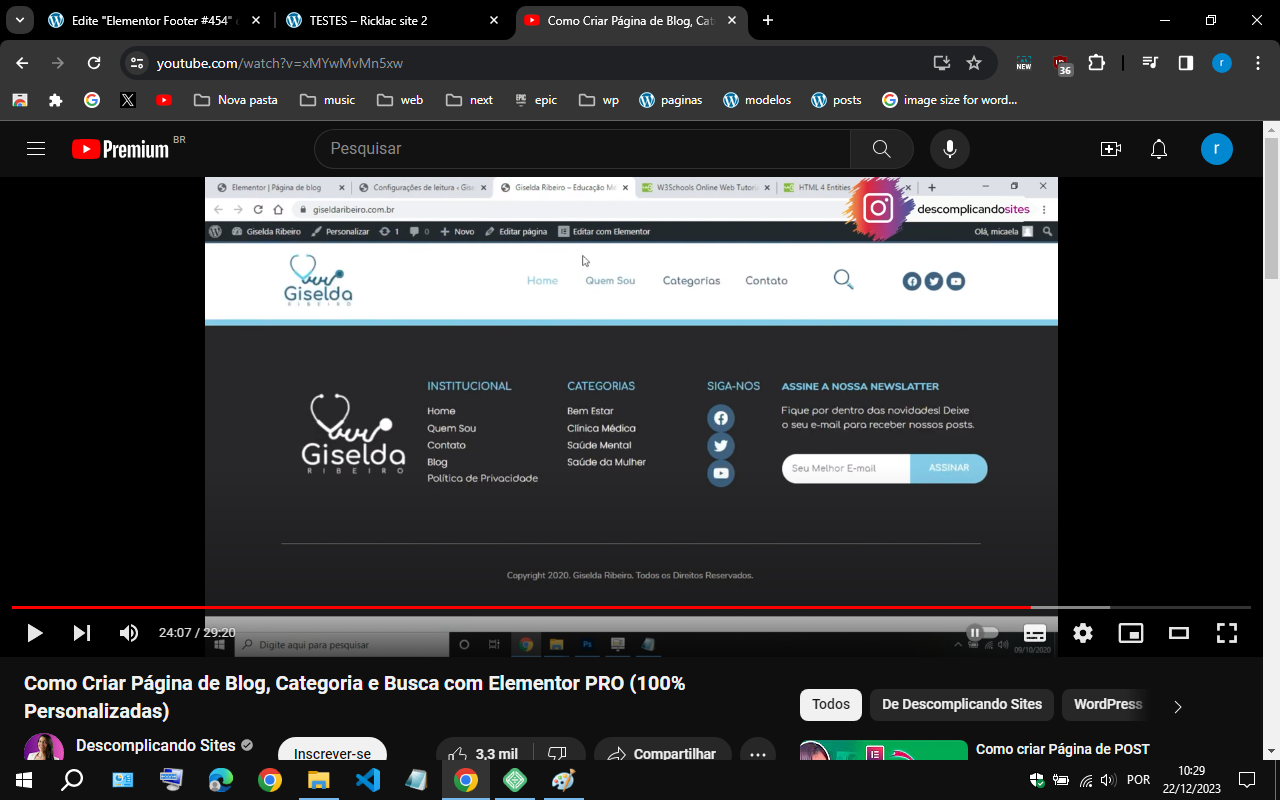 Edite "Elementor Footer #454"
TESTES – Ricklac site 2
Como Criar Página de Blog, Cat
youtube.com/watch?v=xMYwMvMn5xw
NEW
36
r
Nova pasta
music
web
next
epic
wp
paginas
modelos
posts
image size for word...
Premium
BR
Pesquisar
r
Elementor | Página de blog
Configurações de leitura ‹ Gise
Giselda Ribeiro – Educação Me
W3Schools Online Web Tutoria
HTML 4 Entities
giseldaribeiro.com.br
descomplicandosites
Giselda Ribeiro
Personalizar
1
0
Novo
Editar página
Editar com Elementor
Olá, micaela
Giselda
RIBEIRO
Home
Quem Sou
Categorias
Contato
Giselda
RIBEIRO
INSTITUCIONAL
Home
Quem Sou
Contato
Blog
Política de Privacidade
CATEGORIAS
Bem Estar
Clínica Médica
Saúde Mental
Saúde da Mulher
SIGA-NOS
ASSINE A NOSSA NEWSLATTER
Fique por dentro das novidades! Deixe
o seu e-mail para receber nossos posts.
Seu Melhor E-mail
ASSINAR
Copyright 2020. Giselda Ribeiro. Todos os Direitos Reservados.
24:07 / 29:20
Digite aqui para pesquisar
Ps
09/10/2020
Como Criar Página de Blog, Categoria e Busca com Elementor PRO (100%
Personalizadas)
Descomplicando Sites
Inscrever-se
3,3 mil
Compartilhar
Todos
De Descomplicando Sites
WordPress
Como criar Página de POST
POR
10:29
22/12/2023